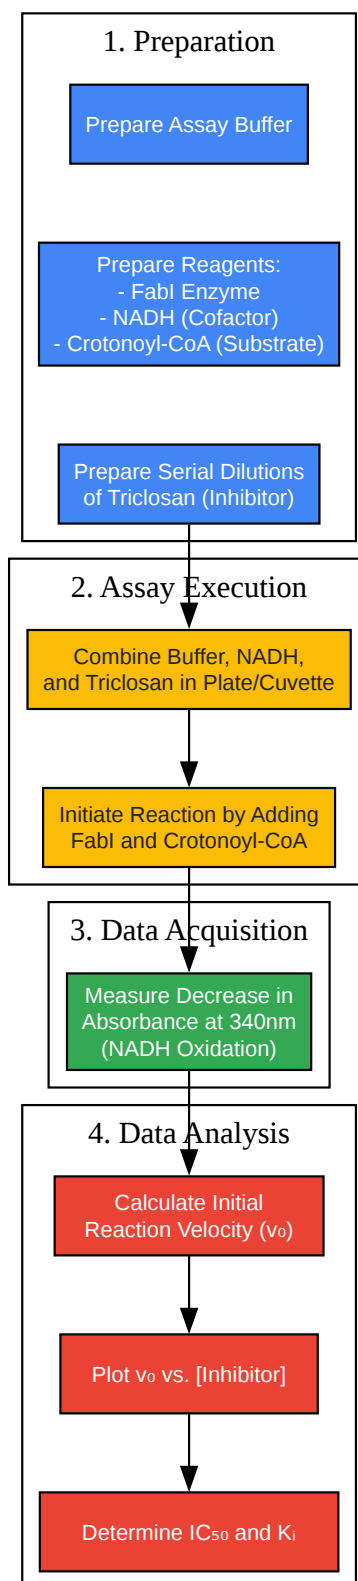 1. Preparation
Prepare Assay Buffer
Prepare Reagents:
- FabI Enzyme
- NADH (Cofactor)
- Crotonoyl-CoA (Substrate)
Prepare Serial Dilutions
of Triclosan (Inhibitor)
2. Assay Execution
Combine Buffer, NADH,
and Triclosan in Plate/Cuvette
Initiate Reaction by Adding
FabI and Crotonoyl-CoA
3. Data Acquisition
Measure Decrease in
Absorbance at 340nm
(NADH Oxidation)
4. Data Analysis
Calculate Initial
Reaction Velocity (v₀)
Plot v₀ vs. [Inhibitor]
Determine IC₅₀ and Kᵢ